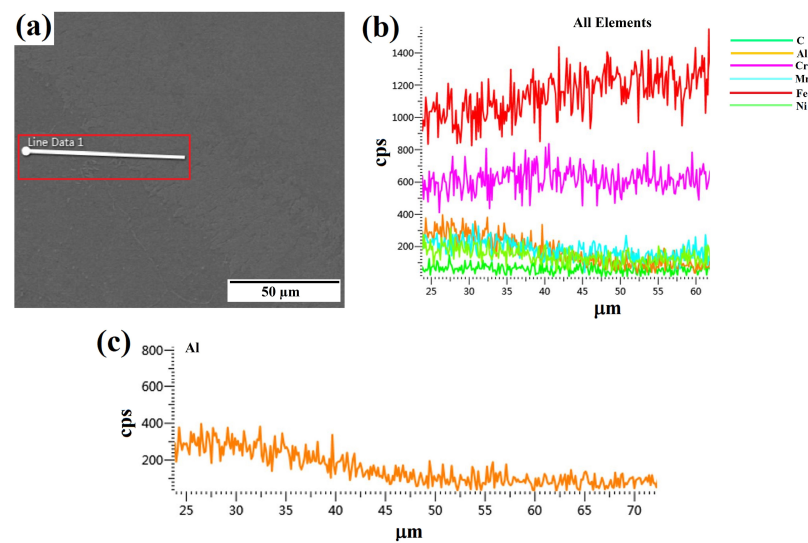 (a)
Line Data 1
50 μm
(b)
All Elements
C
Al
Cr
Fe
Ni
cps
1400
1200
1000
800
600
400
200
25 30 35 40 45 50 55 60
μm
(c)
Al
cps
800
600
400
200
25 30 35 40 45 50 55 60 65 70
μm